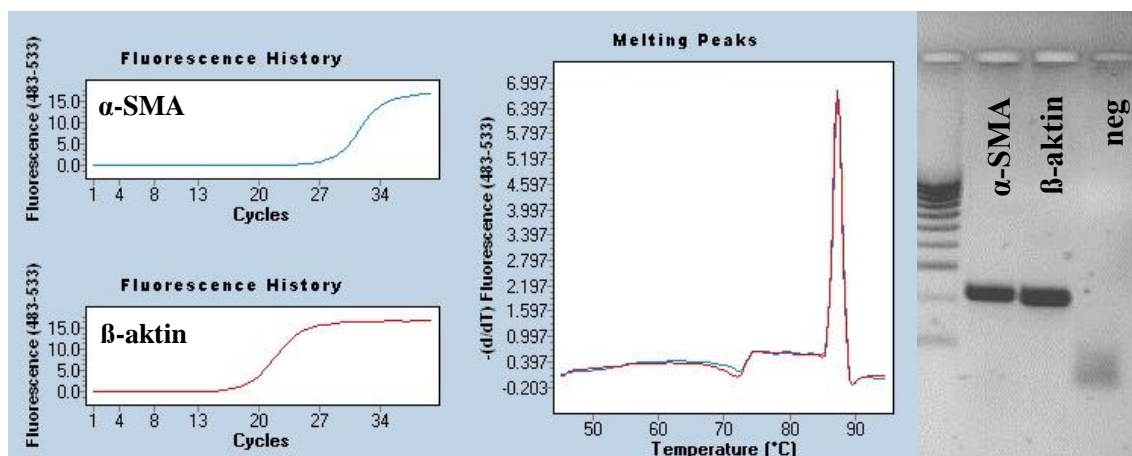 Fluorescence History
Fluorescence (483-533)
15.0
10.0
5.0
0.0
α-SMA
1 4 8 13 20 27 34
Cycles
Fluorescence History
Fluorescence (483-533)
15.0
10.0
5.0
0.0
ß-aktin
1 4 8 13 20 27 34
Cycles
Melting Peaks
-(d/dT) Fluorescence (483-533)
6.997
6.397
5.797
5.197
4.597
3.997
3.397
2.797
2.197
1.597
0.997
0.397
-0.203
50 60 70 80 90
Temperature (°C)
α-SMA
ß-aktin
neg